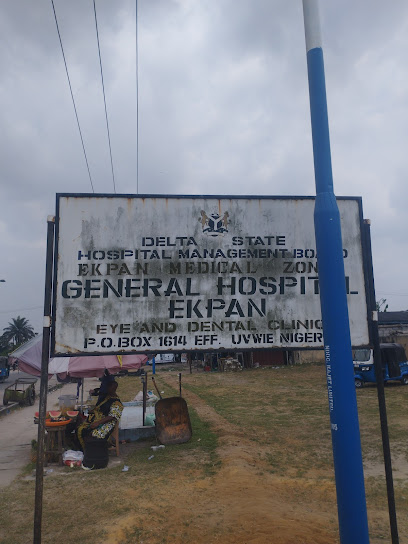 DELTA STATE
HOSPITAL MANAGEMENT BOARD
EKPAN MEDICAL ZONE
GENERAL HOSPITAL
EKPAN
EYE AND DENTAL CLINIC
P.O.BOX 1614 EFF. UVWIE NIGER